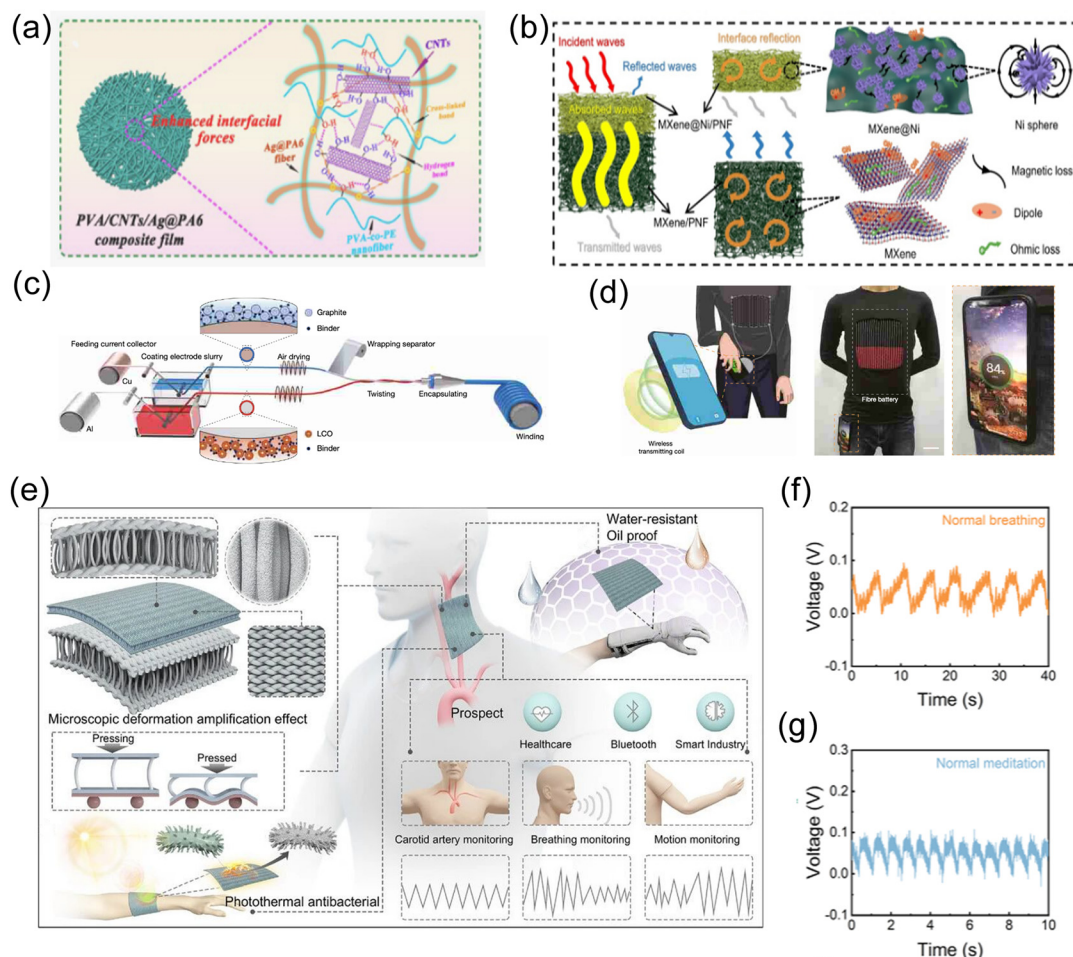 (a)
CNTs
Enhanced interfacial
forces
Cross-linked
bond
Ag@PA6
fiber
Hydrogen
bond
PVA/CNTs/Ag@PA6
composite film
PVA-co-PE
nanofiber
(b)
Incident waves
Interface reflection
Reflected waves
Absorbed waves
MXene@Ni/PNF
MXene@Ni
Ni sphere
MXene/PNF
Transmitted waves
MXene
Magnetic loss
Dipole
Ohmic loss
(c)
Graphite
Binder
Feeding current collector
Coating electrode slurry
Air drying
Wrapping separator
Cu
Al
Twisting
Encapsulating
Winding
LCO
Binder
(d)
Wireless
transmitting coil
Fibre battery
84%
(e)
Water-resistant
Oil proof
Microscopic deformation amplification effect
Pressing
Pressed
Prospect
Healthcare
Bluetooth
Smart Industry
Carotid artery monitoring
Breathing monitoring
Motion monitoring
Photothermal antibacterial
(f)
Normal breathing
Voltage (V)
0.2
0.1
0.0
-0.1
0 10 20 30 40
Time (s)
(g)
Normal meditation
Voltage (V)
0.3
0.2
0.1
0.0
-0.1
0 2 4 6 8 10
Time (s)